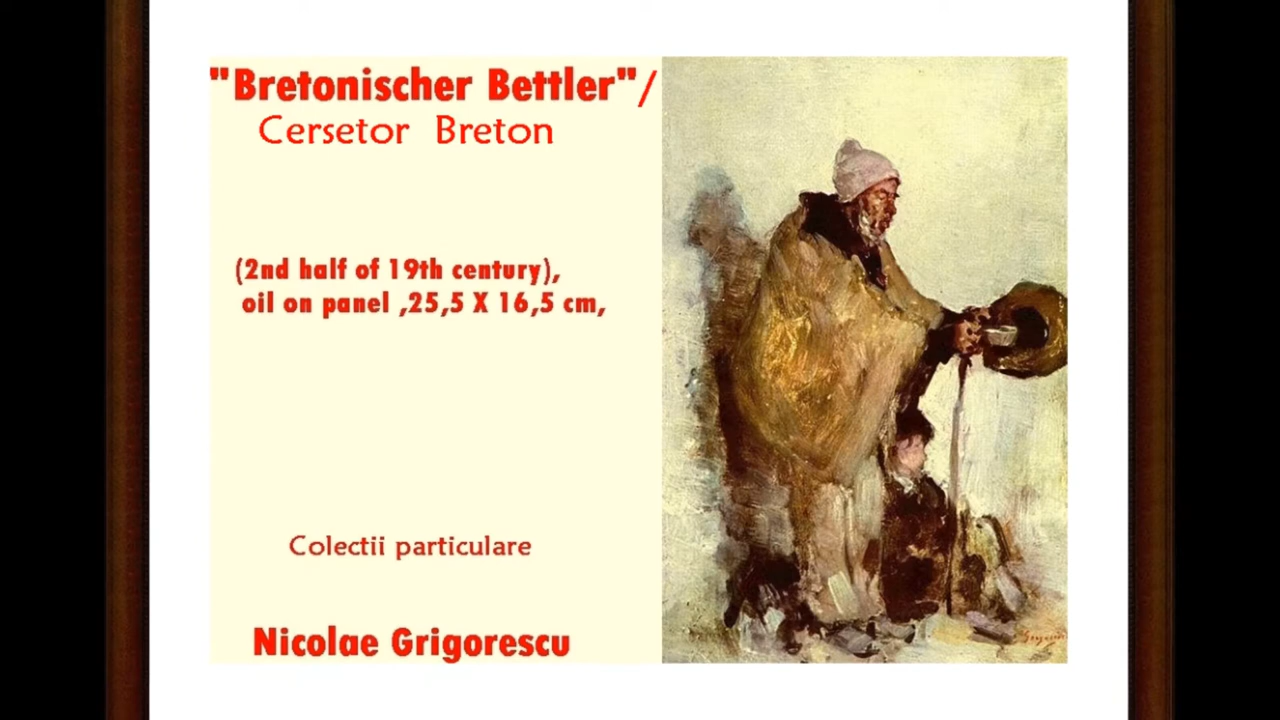 "Bretonischer Bettler"/
Cersetor Breton
(2nd half of 19th century),
oil on panel ,25,5 X 16,5 cm,
Colectii particulare
Nicolae Grigorescu